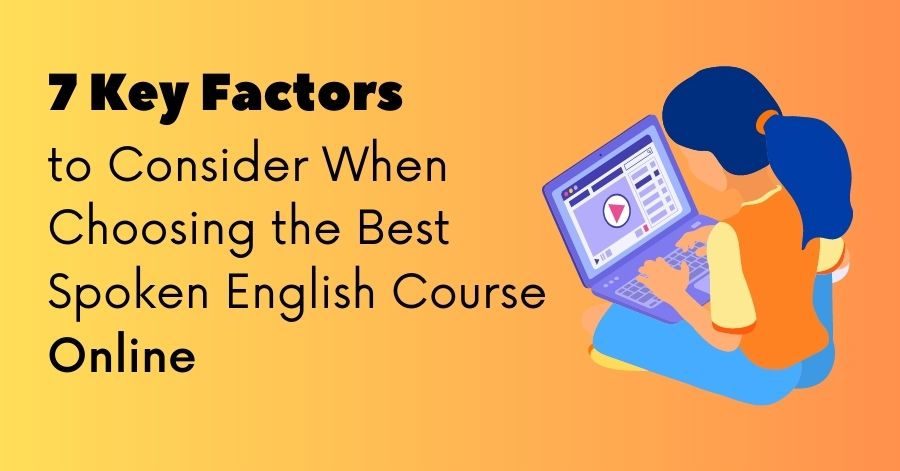 7 Key Factors
to Consider When
Choosing the Best
Spoken English Course
Online